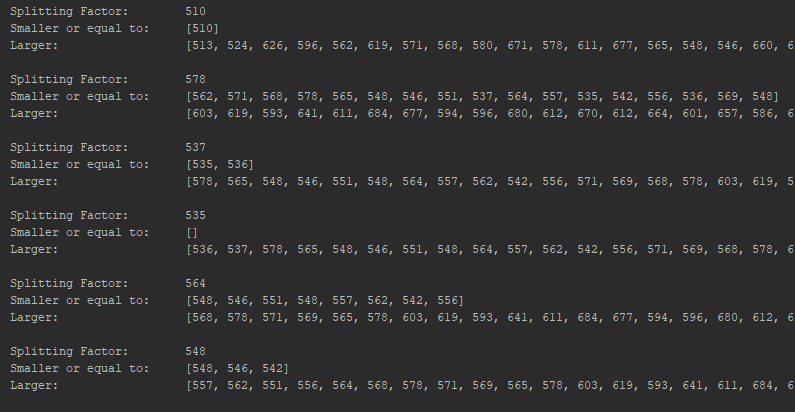 Splitting Factor: 510
Smaller or equal to: [510]
Larger: [513, 524, 626, 596, 562, 619, 571, 568, 580, 671, 578, 611, 677, 565, 548, 546, 660, 6
Splitting Factor: 578
Smaller or equal to: [562, 571, 568, 578, 565, 548, 546, 551, 537, 564, 557, 535, 542, 556, 536, 569, 548]
Larger: [603, 619, 593, 641, 611, 684, 677, 594, 596, 680, 612, 670, 612, 664, 601, 657, 586, 6
Splitting Factor: 537
Smaller or equal to: [535, 536]
Larger: [578, 565, 548, 546, 551, 548, 564, 557, 562, 542, 556, 571, 569, 568, 578, 603, 619, 5
Splitting Factor: 535
Smaller or equal to: []
Larger: [536, 537, 578, 565, 548, 546, 551, 548, 564, 557, 562, 542, 556, 571, 569, 568, 578, 6
Splitting Factor: 564
Smaller or equal to: [548, 546, 551, 548, 557, 562, 542, 556]
Larger: [568, 578, 571, 569, 565, 578, 603, 619, 593, 641, 611, 684, 677, 594, 596, 680, 612, 6
Splitting Factor: 548
Smaller or equal to: [548, 546, 542]
Larger: [557, 562, 551, 556, 564, 568, 578, 571, 569, 565, 578, 603, 619, 593, 641, 611, 684, 6